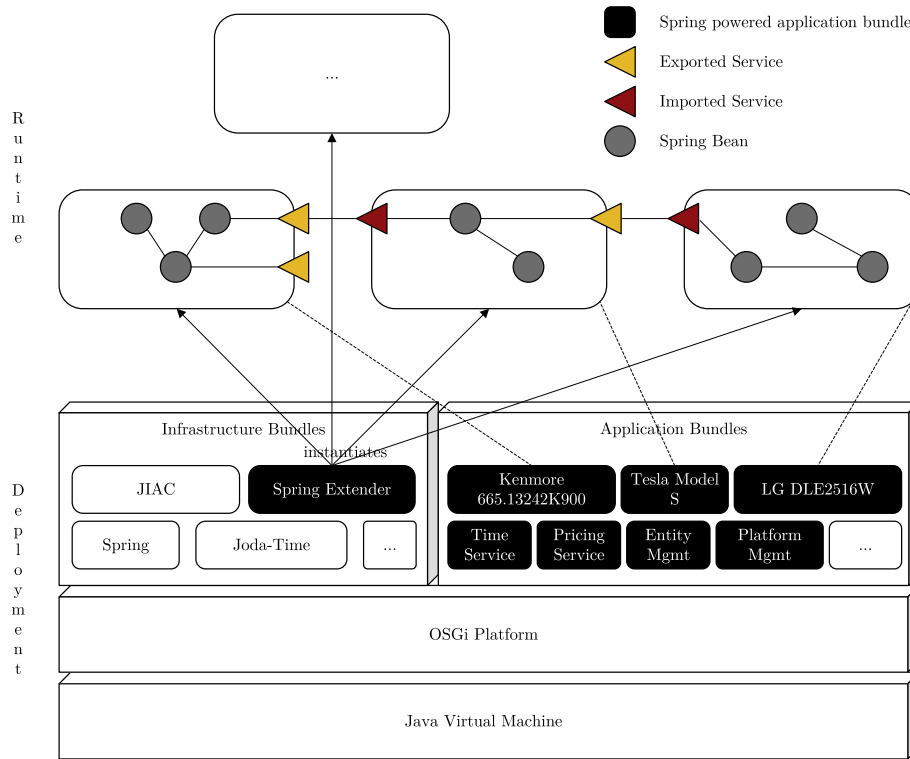 Spring powered application bundle
Exported Service
Imported Service
Spring Bean
...
Runtime
Infrastructure Bundles
Application Bundles
instantiates
JIAC
Spring Extender
Kenmore
665.13242K900
Tesla Model
S
LG DLE2516W
Spring
Joda-Time
...
Time
Service
Pricing
Service
Entity
Mgmt
Platform
Mgmt
...
Deployment
OSGi Platform
Java Virtual Machine